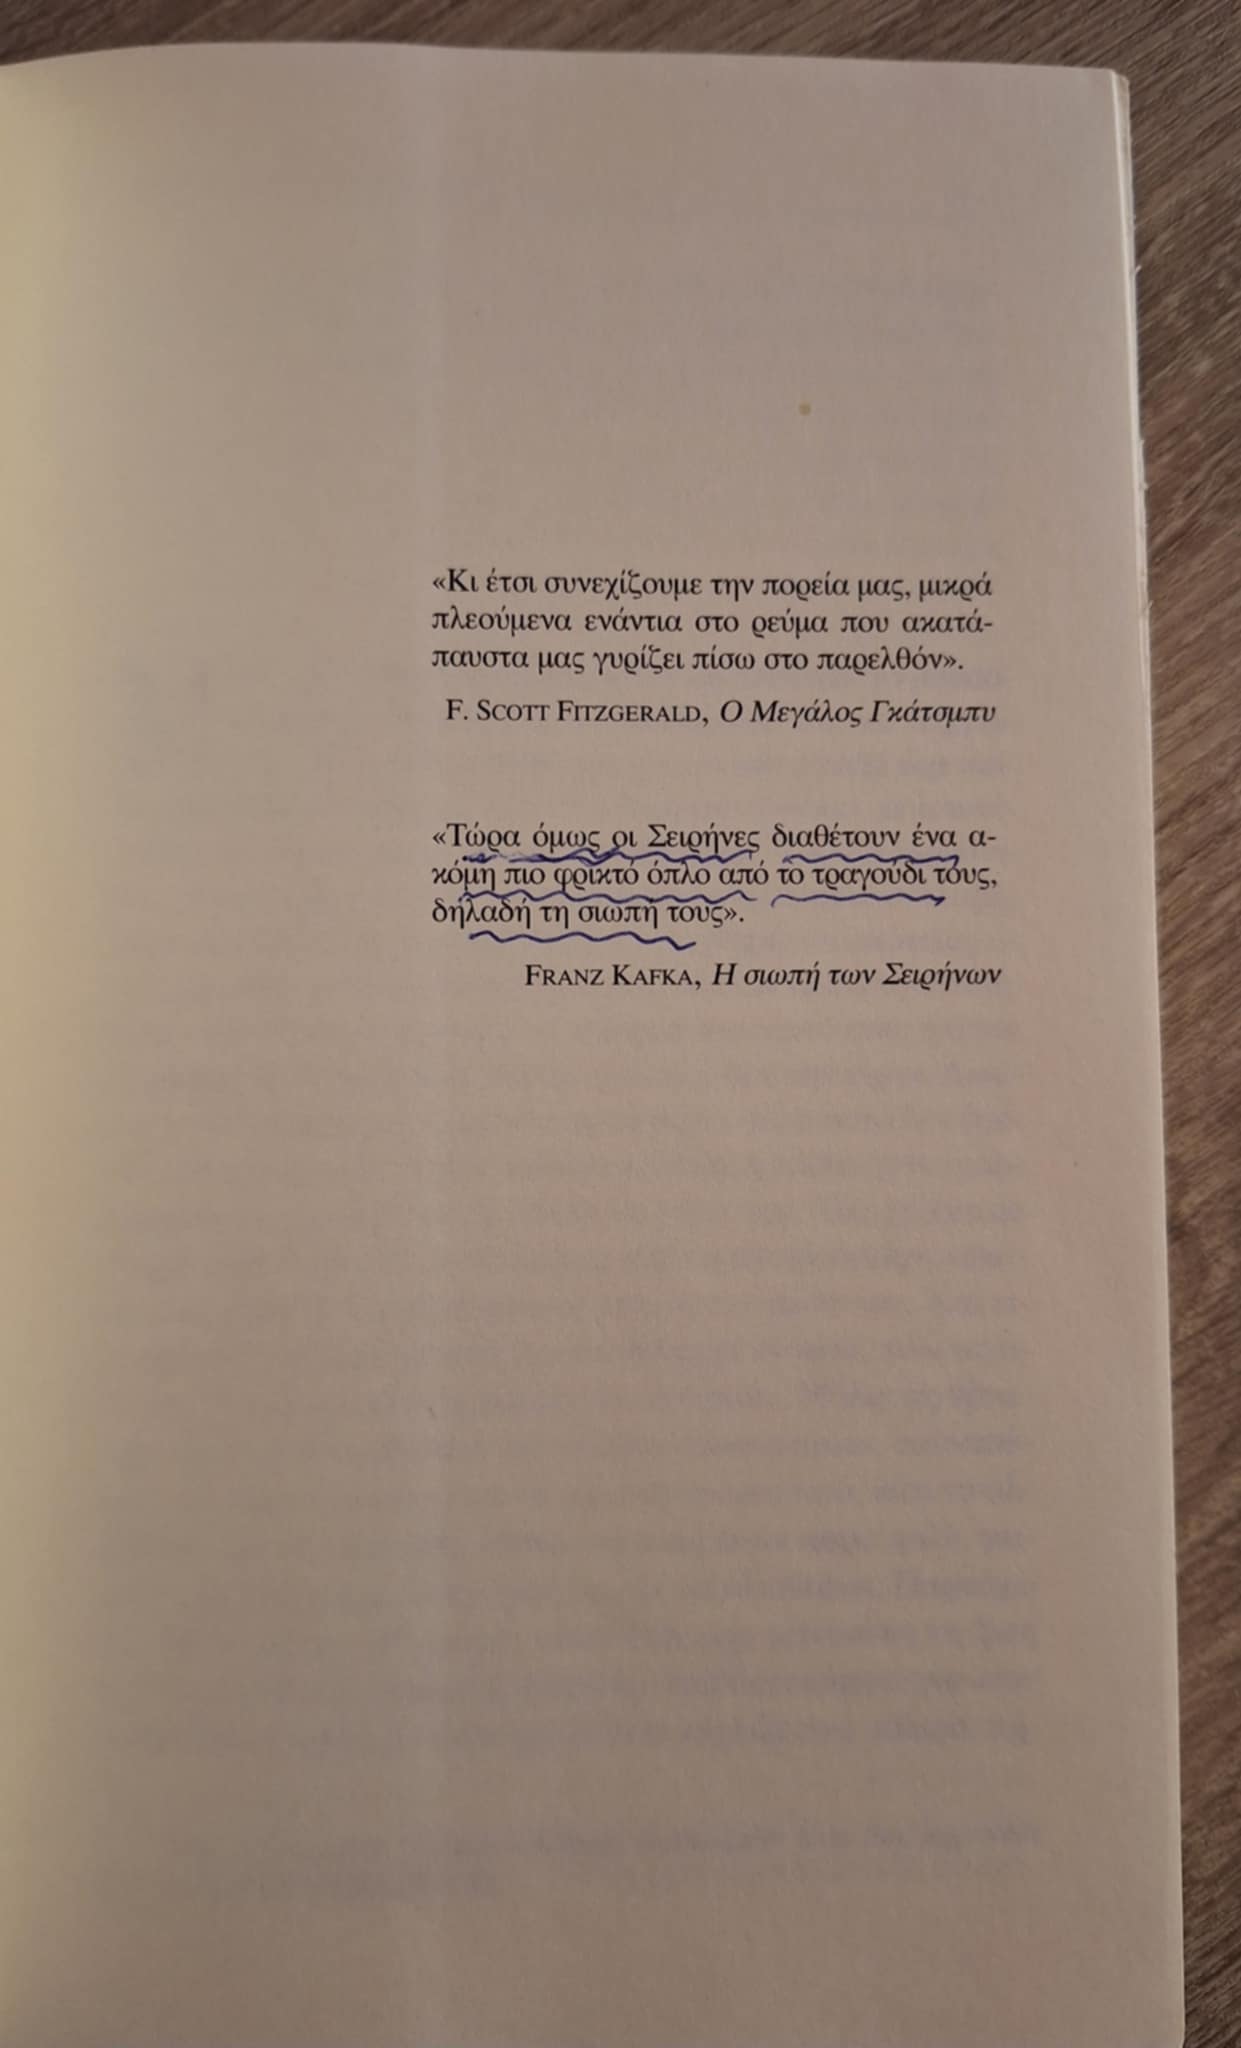 «Κι έτσι συνεχίζουμε την πορεία μας, μικρά
πλεούμενα ενάντια στο ρεύμα που ακατά-
παυστα μας γυρίζει πίσω στο παρελθόν».
F. SCOTT FITZGERALD, Ο Μεγάλος Γκάτσμπυ
«Τώρα όμως οι Σειρήνες διαθέτουν ένα α-
κόμη πιο φρικτό όπλο από το τραγούδι τους,
δηλαδή τη σιωπή τους».
FRANZ KAFKA, Η σιωπή των Σειρήνων